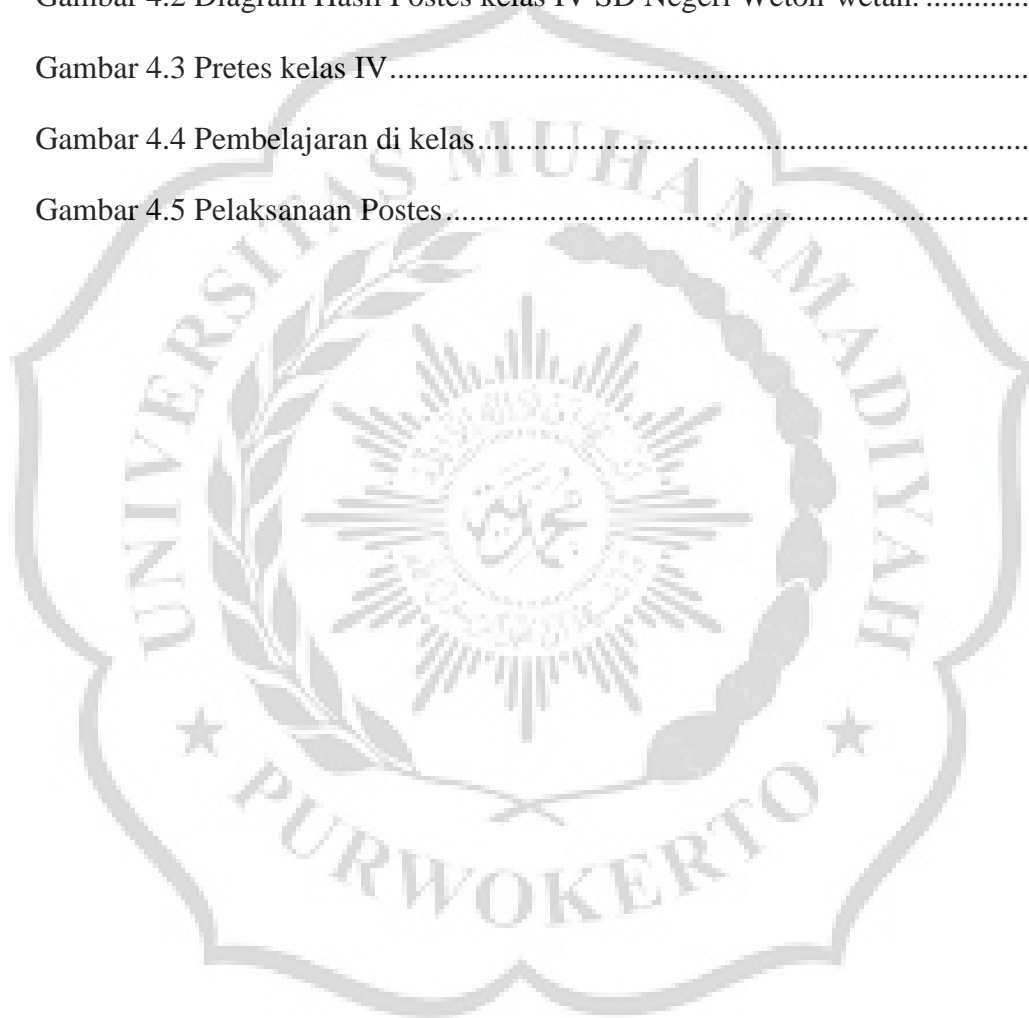 Gambar 4.2 Diagram Hasil Postes kelas IV SD Negeri Weton-wetan. .............
Gambar 4.3 Pretes kelas IV.................................................................................
Gambar 4.4 Pembelajaran di kelas......................................................................
Gambar 4.5 Pelaksanaan Postes..........................................................................
UNIVERSITAS MUHAMMADIYAH
PURWOKERTO